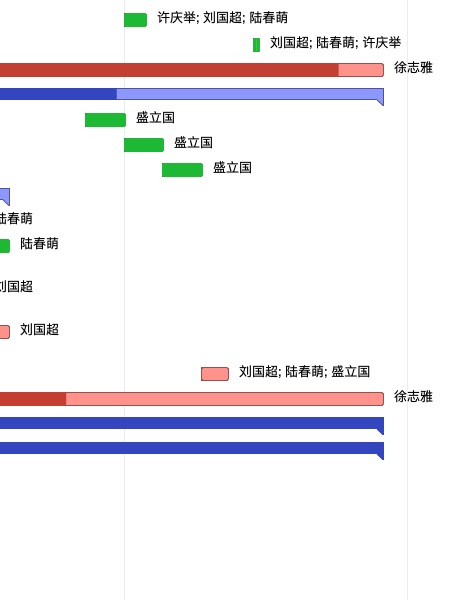 许庆举; 刘国超; 陆春萌
刘国超; 陆春萌; 许庆举
徐志雅
盛立国
盛立国
盛立国
陆春萌
陆春萌
刘国超
刘国超
刘国超; 陆春萌; 盛立国
徐志雅